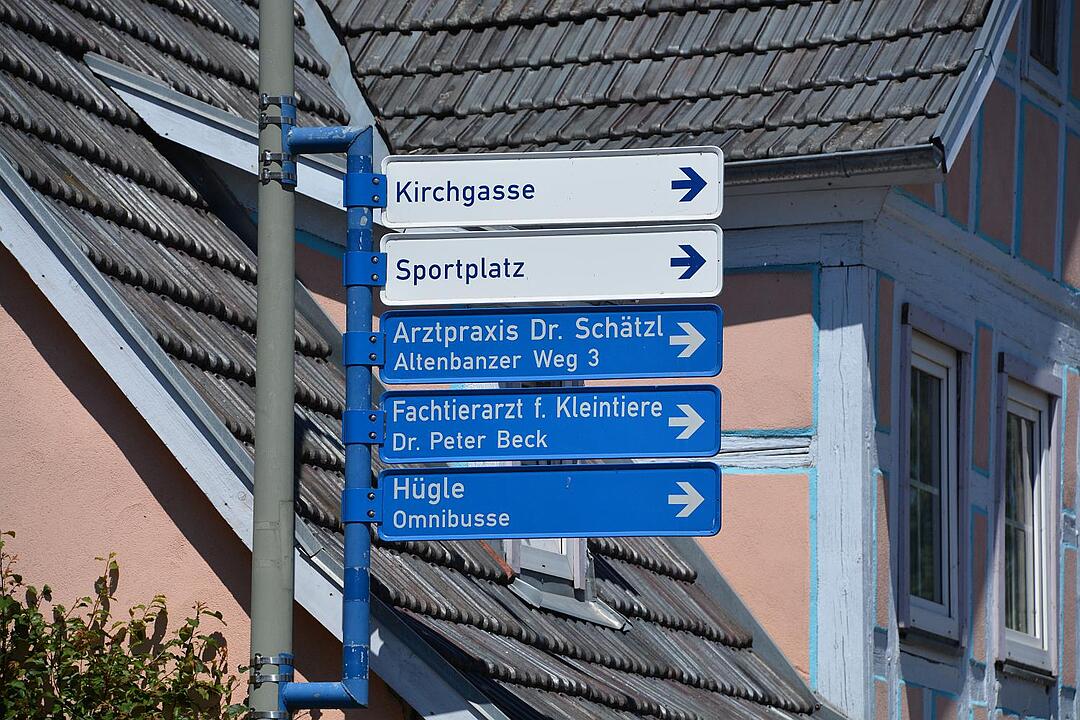 Kirchgasse
Sportplatz
Arztpraxis Dr. Schätzl
Altenbanzer Weg 3
Fachtierarzt f. Kleintiere
Dr. Peter Beck
Hügle
Omnibusse